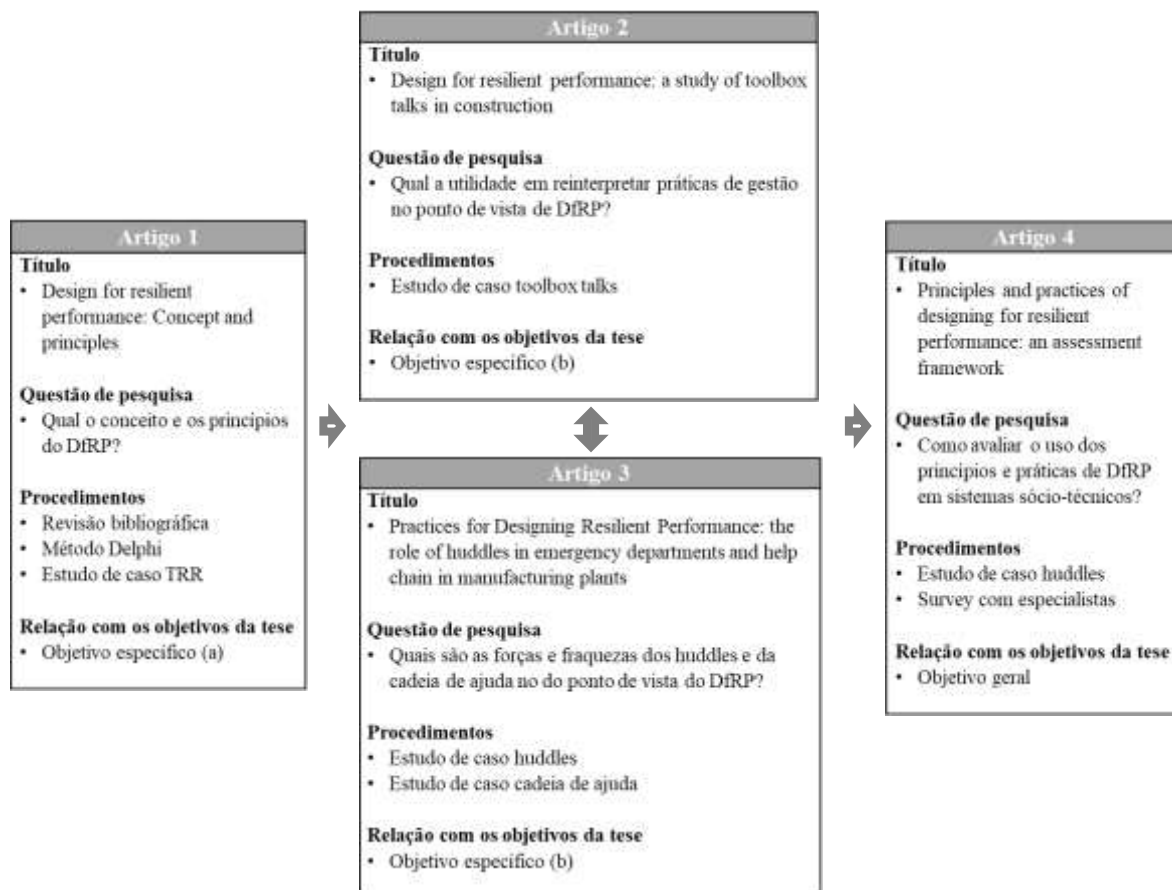 Artigo 1
Título
• Design for resilient
performance: Concept and
principles
Questão de pesquisa
• Qual o conceito e os princípios
do DfRP?
Procedimentos
• Revisão bibliográfica
• Método Delphi
• Estudo de caso TRR
Relação com os objetivos da tese
• Objetivo específico (a)
Artigo 2
Título
• Design for resilient performance: a study of toolbox
talks in construction
Questão de pesquisa
• Qual a utilidade em reinterpretar práticas de gestão
no ponto de vista de DfRP?
Procedimentos
• Estudo de caso toolbox talks
Relação com os objetivos da tese
• Objetivo específico (b)
Artigo 3
Título
• Practices for Designing Resilient Performance: the
role of huddles in emergency departments and help
chain in manufacturing plants
Questão de pesquisa
• Quais são as forças e fraquezas dos huddles e da
cadeia de ajuda no do ponto de vista do DfRP?
Procedimentos
• Estudo de caso huddles
• Estudo de caso cadeia de ajuda
Relação com os objetivos da tese
• Objetivo específico (b)
Artigo 4
Título
• Principles and practices of
designing for resilient
performance: an assessment
framework
Questão de pesquisa
• Como avaliar o uso dos
princípios e práticas de DfRP
em sistemas sócio-técnicos?
Procedimentos
• Estudo de caso huddles
• Survey com especialistas
Relação com os objetivos da tese
• Objetivo geral